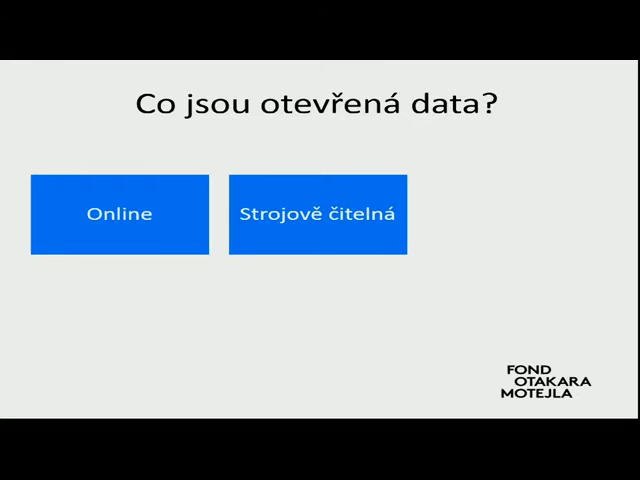 Co jsou otevřená data?
Online
Strojově čitelná
FOND
OTAKARA
MOTEJLA